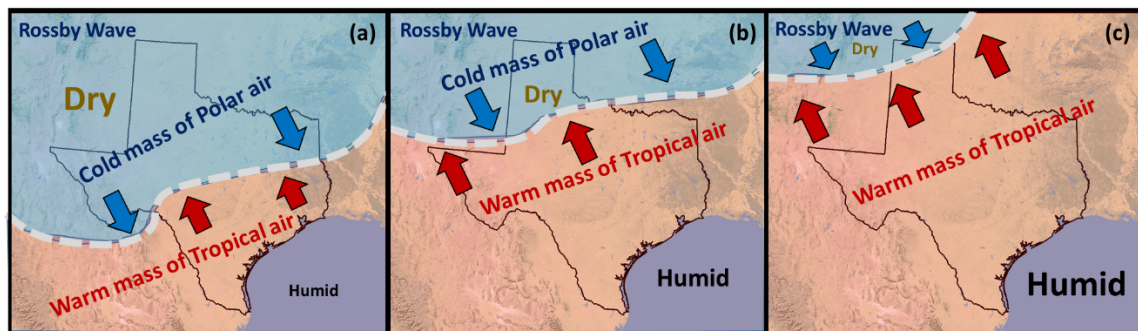 Rossby Wave
(a)
Dry
Cold mass of Polar air
Warm mass of Tropical air
Humid
Rossby Wave
(b)
Cold mass of Polar air
Dry
Warm mass of Tropical air
Humid
Rossby Wave
(c)
Dry
Warm mass of Tropical air
Humid